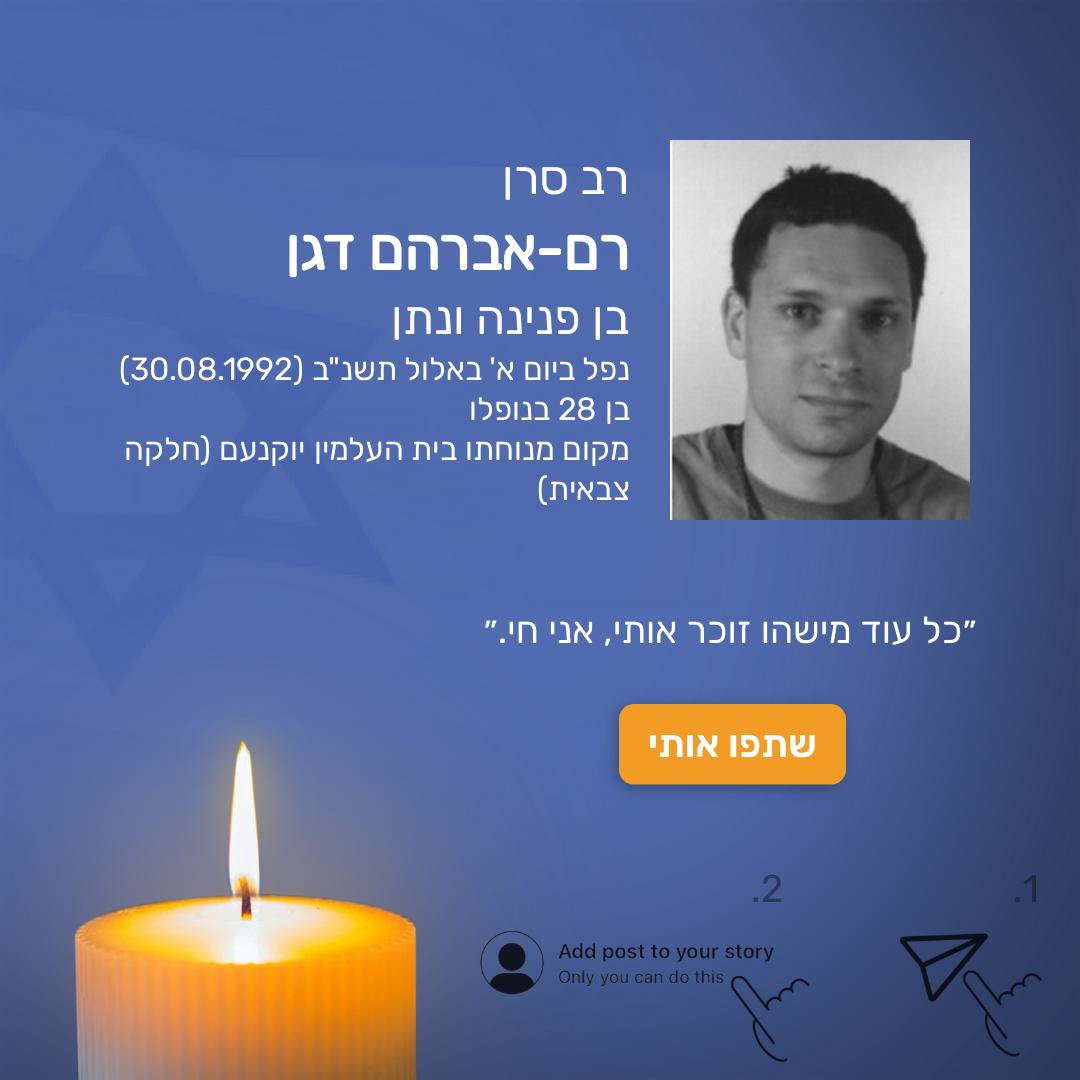 רב סרן
רם-אברהם דגן
בן פנינה ונתן
נפל ביום א' באלול תשנ"ב (30.08.1992)
בן 28 בנופלו
מקום מנוחתו בית העלמין יוקנעם (חלקה
צבאית)
״כל עוד מישהו זוכר אותי, אני חי.״
שתפו אותי
1.
2.
Add post to your story
Only you can do this